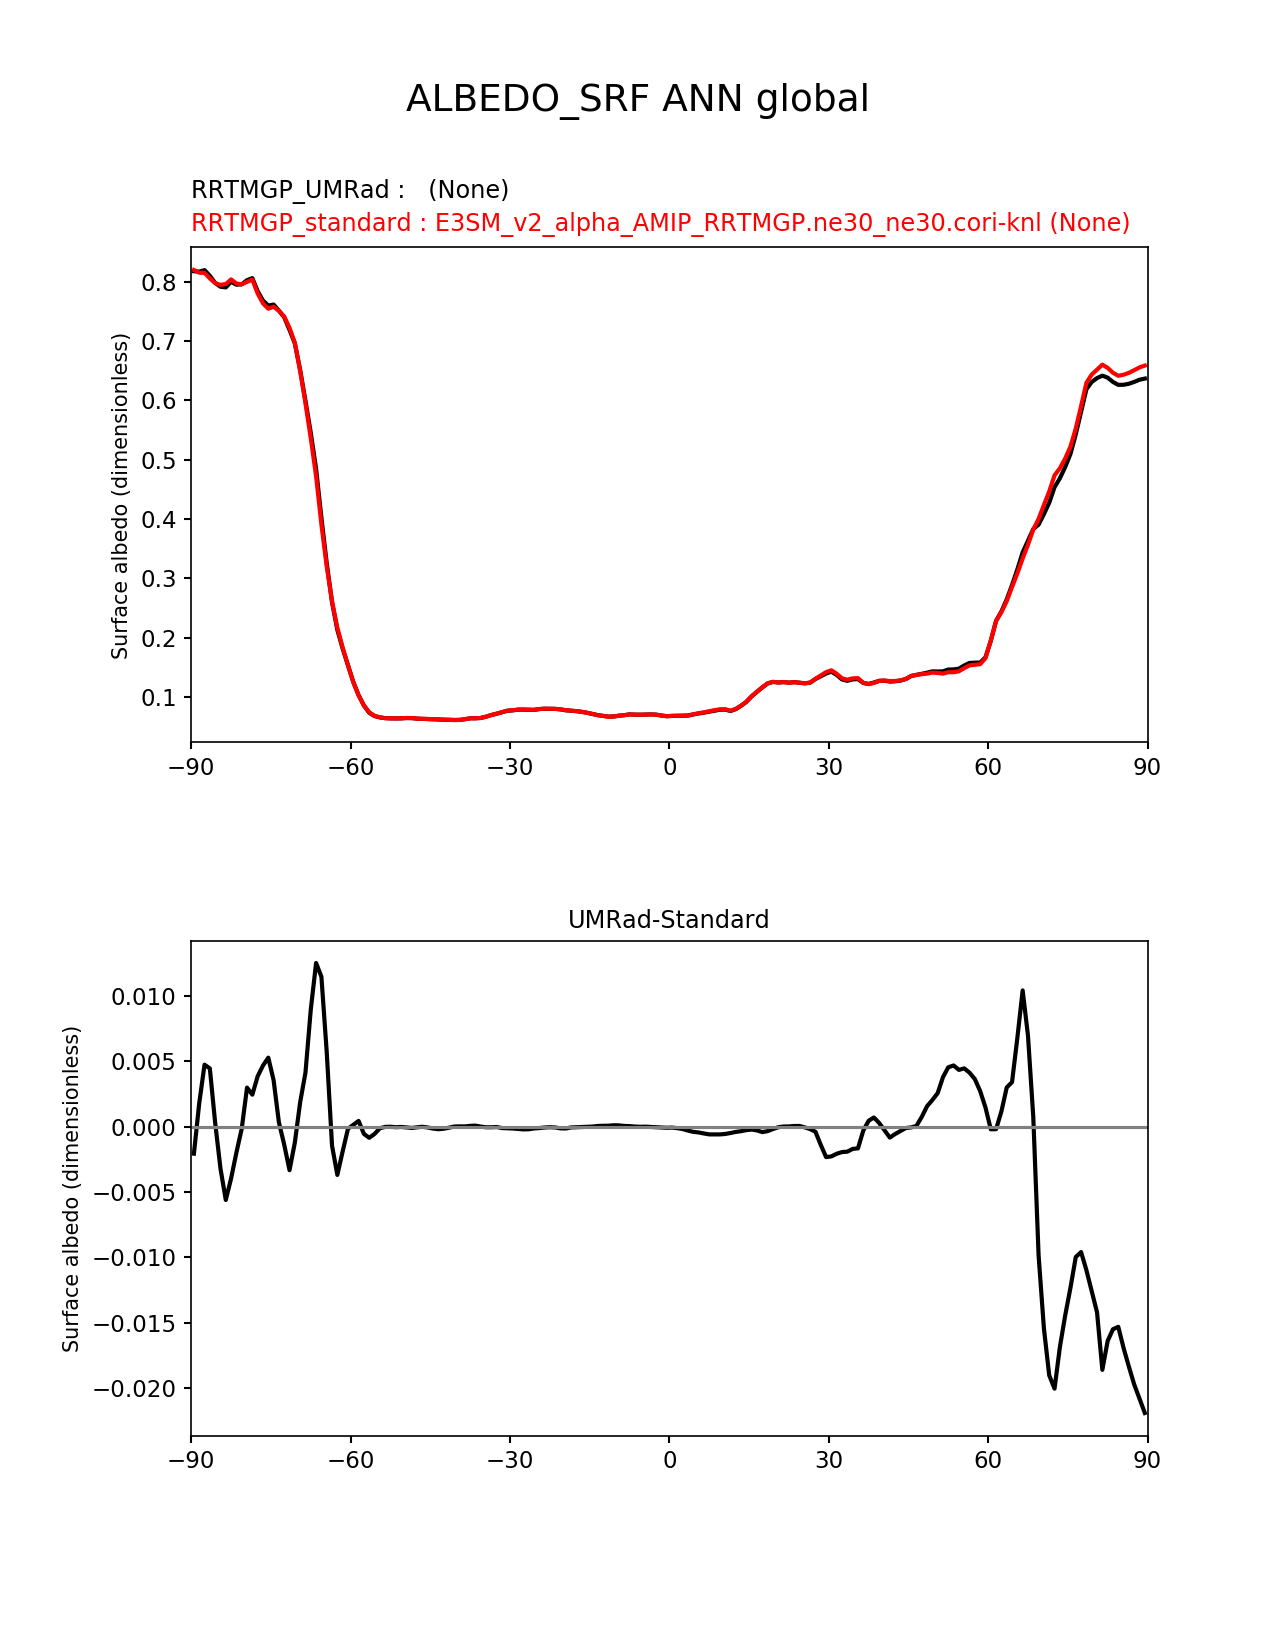 ALBEDO_SRF ANN global
RRTMGP_UMRad :   (None)
RRTMGP_standard : E3SM_v2_alpha_AMIP_RRTMGP.ne30_ne30.cori-knl (None)
Surface albedo (dimensionless)
0.8
0.7
0.6
0.5
0.4
0.3
0.2
0.1
−90 −60 −30 0 30 60 90
UMRad-Standard
Surface albedo (dimensionless)
0.010
0.005
0.000
−0.005
−0.010
−0.015
−0.020
−90 −60 −30 0 30 60 90